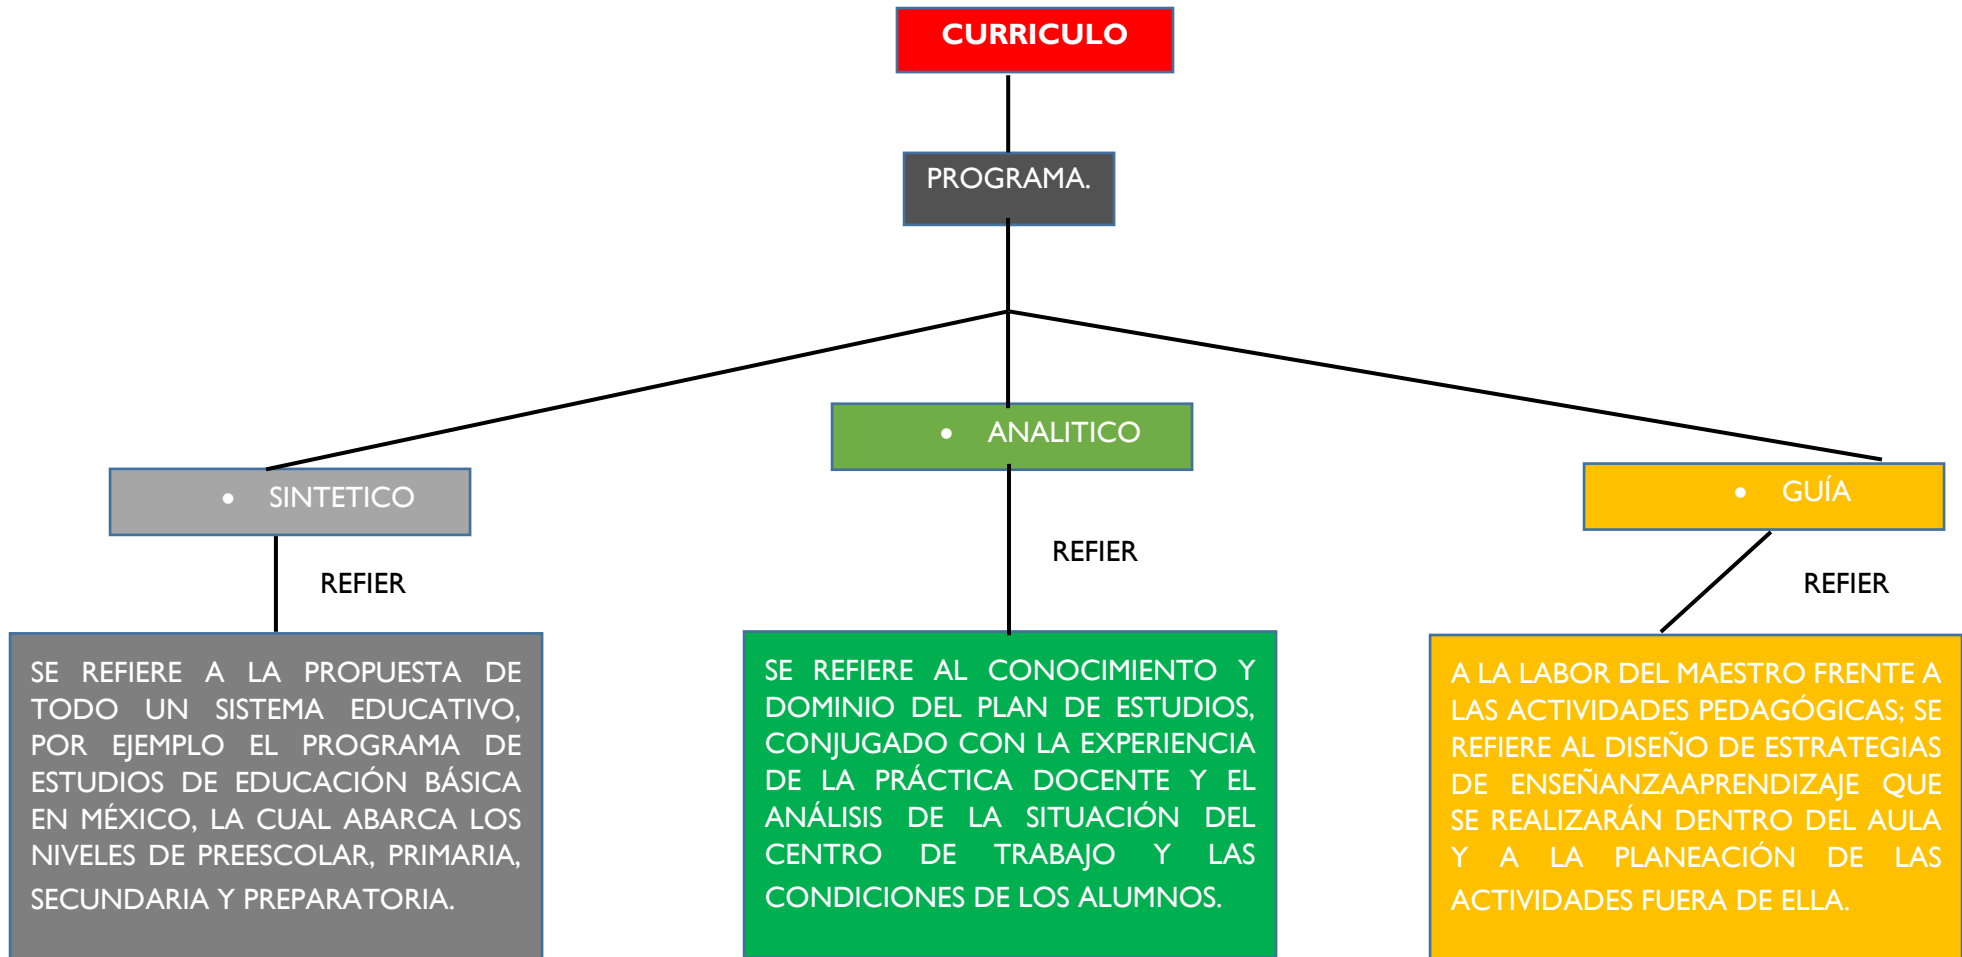 CURRICULO
PROGRAMA.
• ANALITICO
• SINTETICO
• GUÍA
REFIER
REFIER
REFIER
SE REFIERE A LA PROPUESTA DE
TODO UN SISTEMA EDUCATIVO,
POR EJEMPLO EL PROGRAMA DE
ESTUDIOS DE EDUCACIÓN BÁSICA
EN MÉXICO, LA CUAL ABARCA LOS
NIVELES DE PREESCOLAR, PRIMARIA,
SECUNDARIA Y PREPARATORIA.
SE REFIERE AL CONOCIMIENTO Y
DOMINIO DEL PLAN DE ESTUDIOS,
CONJUGADO CON LA EXPERIENCIA
DE LA PRÁCTICA DOCENTE Y EL
ANÁLISIS DE LA SITUACIÓN DEL
CENTRO DE TRABAJO Y LAS
CONDICIONES DE LOS ALUMNOS.
A LA LABOR DEL MAESTRO FRENTE A
LAS ACTIVIDADES PEDAGÓGICAS; SE
REFIERE AL DISEÑO DE ESTRATEGIAS
DE ENSEÑANZAAPRENDIZAJE QUE
SE REALIZARÁN DENTRO DEL AULA
Y A LA PLANEACIÓN DE LAS
ACTIVIDADES FUERA DE ELLA.